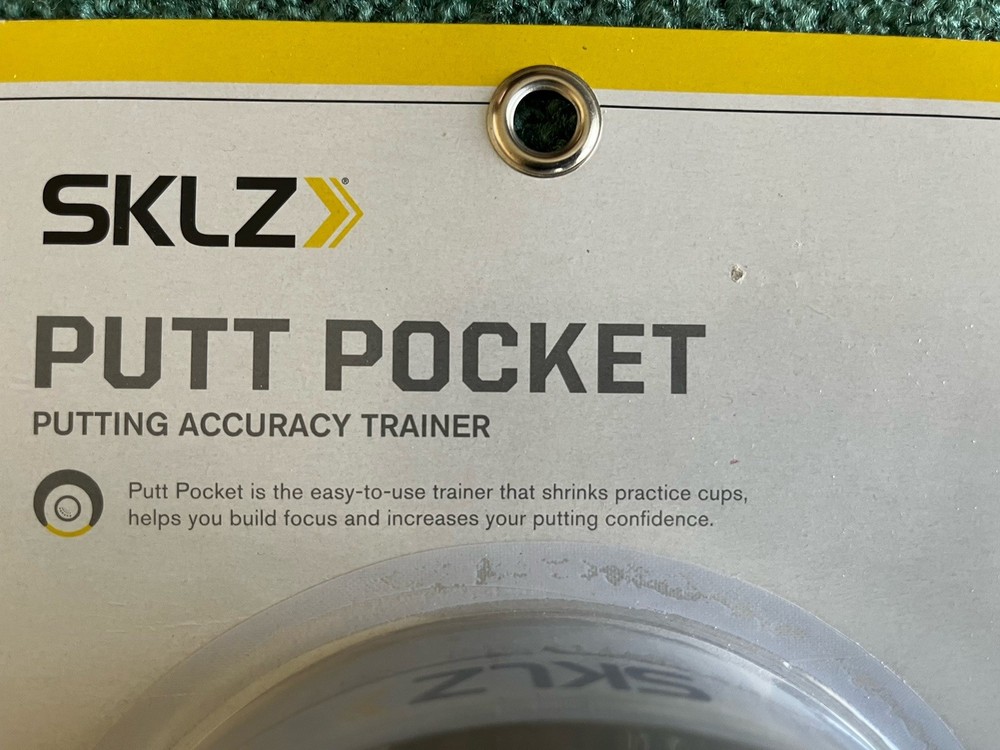 SKLZ®
PUTT POCKET
PUTTING ACCURACY TRAINER
Putt Pocket is the easy-to-use trainer that shrinks practice cups,
helps you build focus and increases your putting confidence.
SKLZ